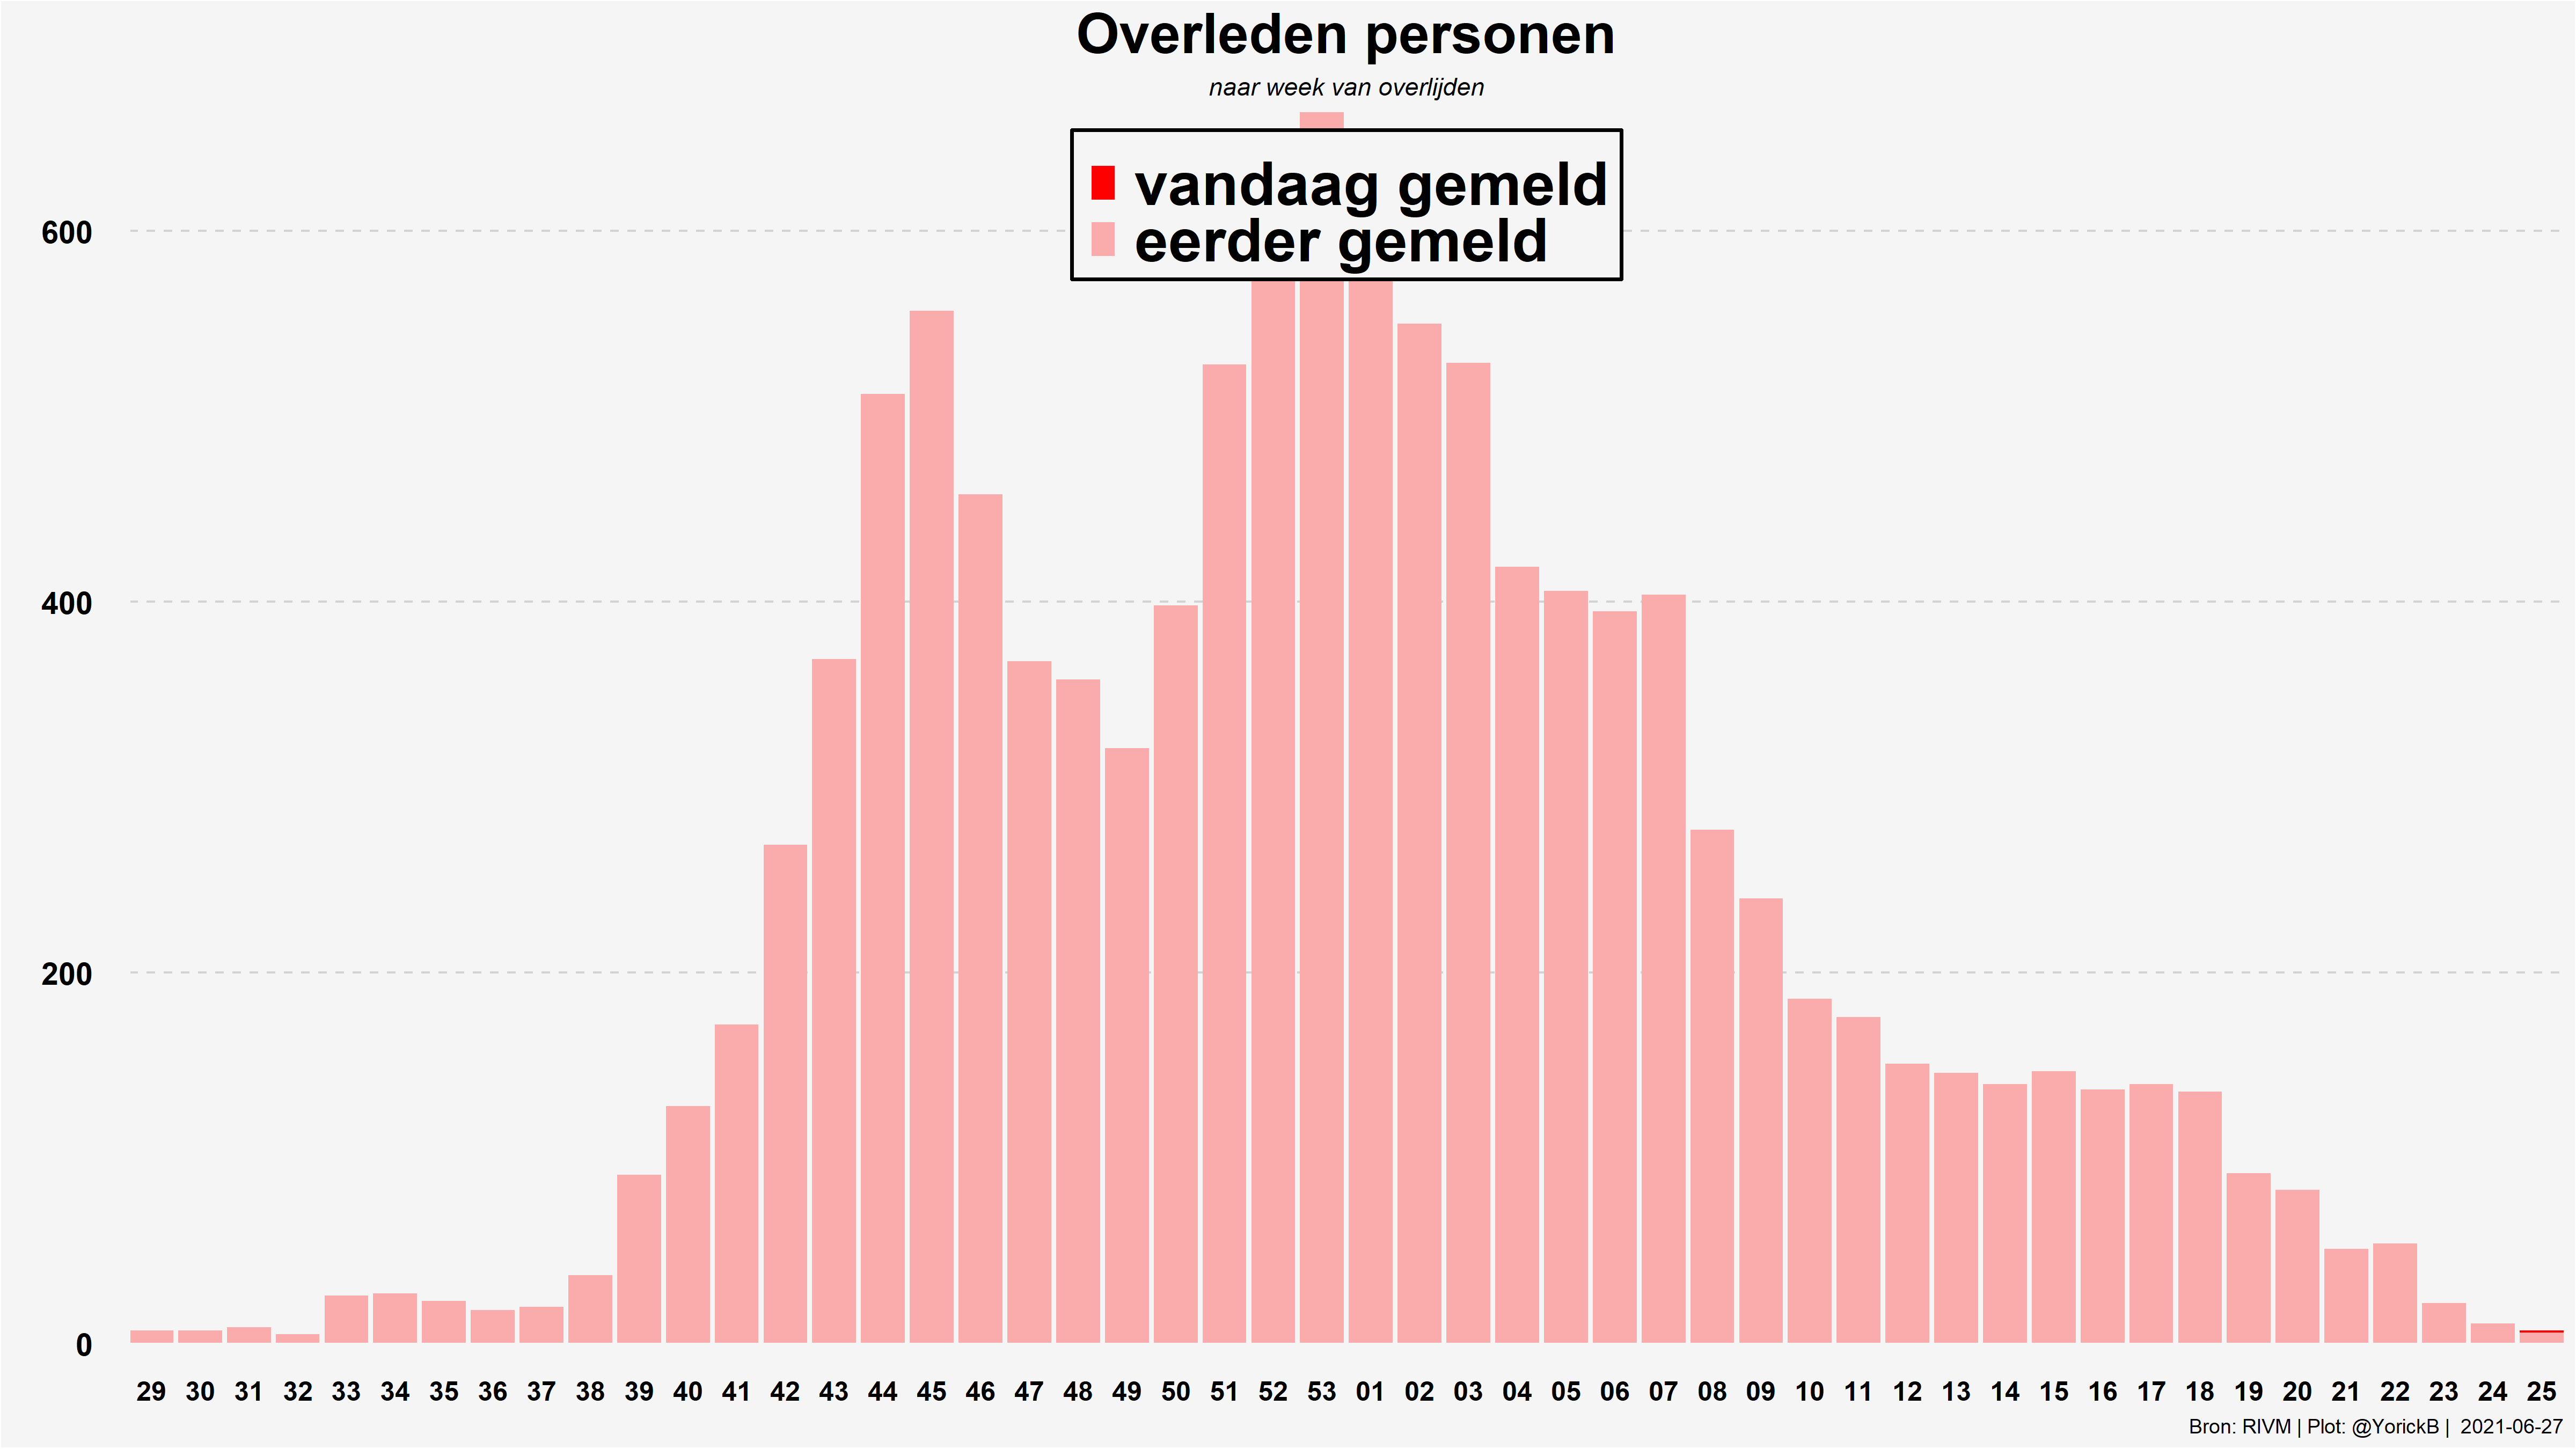 Overleden personen
naar week van overlijden
vandaag gemeld
eerder gemeld
600
400
200
0
29 30 31 32 33 34 35 36 37 38 39 40 41 42 43 44 45 46 47 48 49 50 51 52 53 01 02 03 04 05 06 07 08 09 10 11 12 13 14 15 16 17 18 19 20 21 22 23 24 25
Bron: RIVM | Plot: @YorickB | 2021-06-27